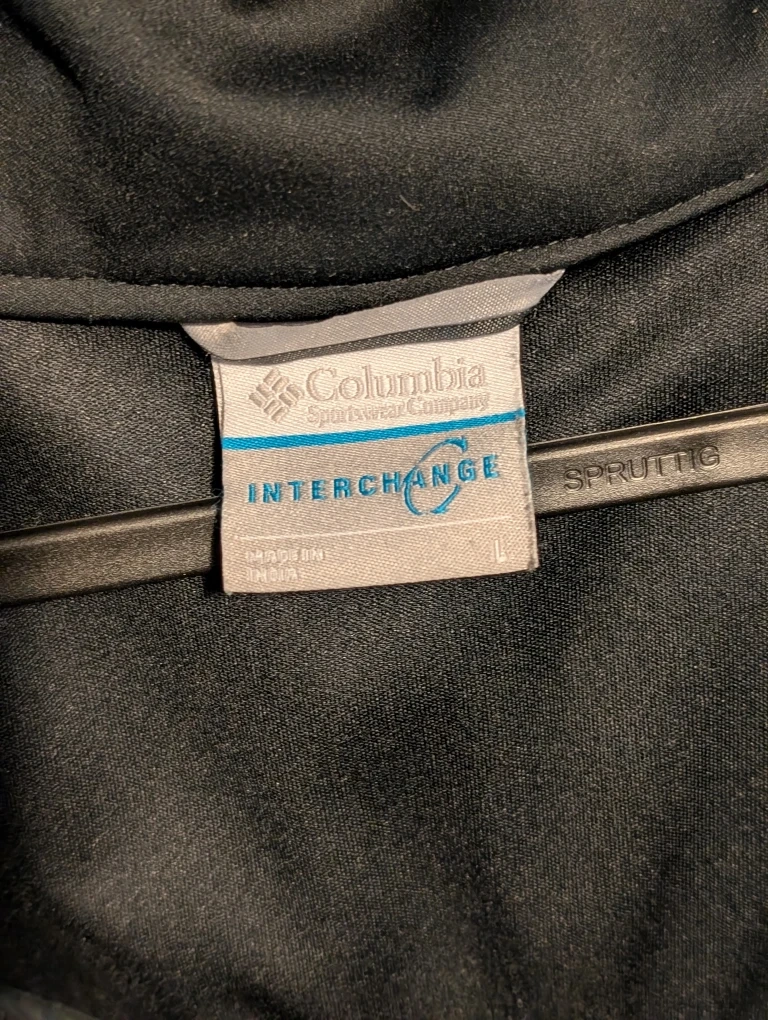 Columbia
Sportswear Company
INTERCHANGE
SPRUTTIG
MADE IN
INDIA
L